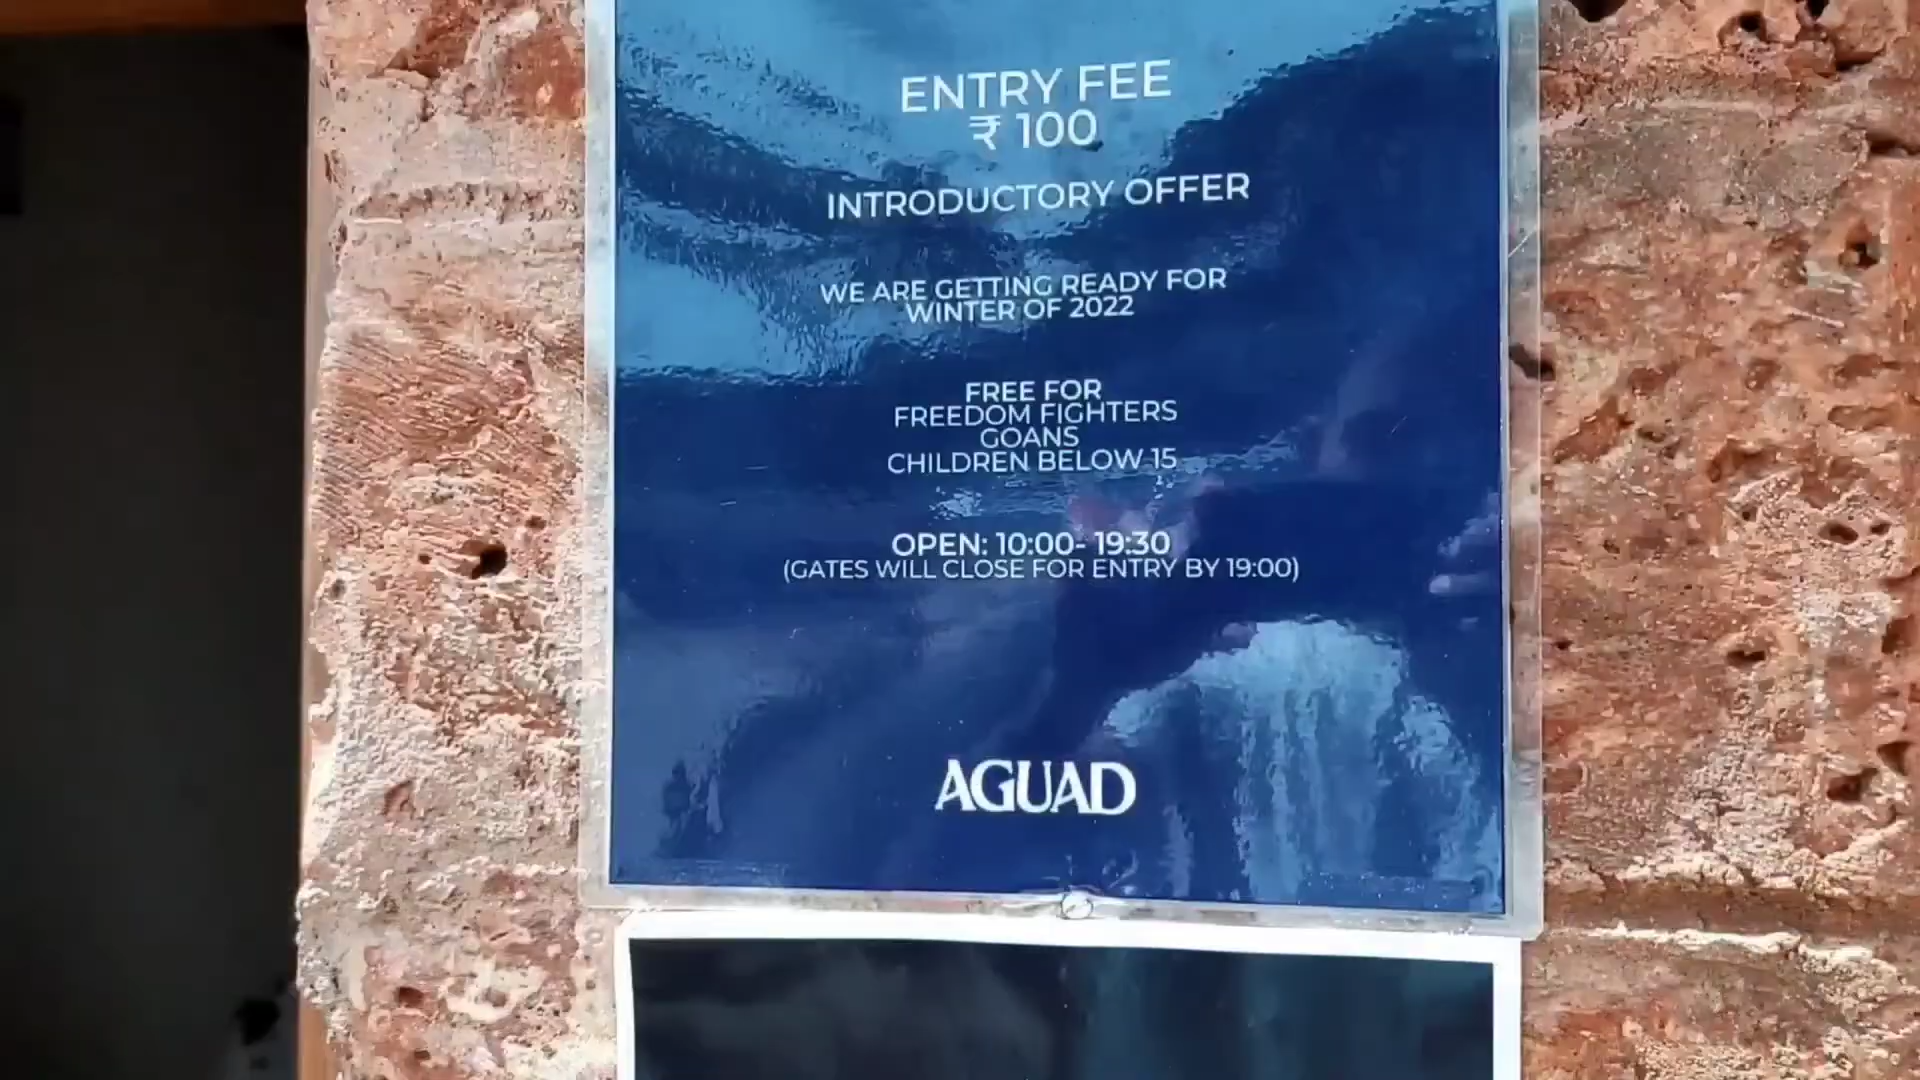 ENTRY FEE
₹ 100
INTRODUCTORY OFFER
WE ARE GETTING READY FOR
WINTER OF 2022
FREE FOR
FREEDOM FIGHTERS
GOANS
CHILDREN BELOW 15
OPEN: 10:00- 19:30
(GATES WILL CLOSE FOR ENTRY BY 19:00)
AGUAD